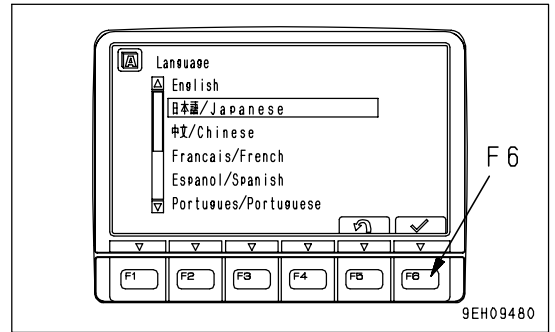 Language
English
日本語/Japanese
中文/Chinese
Francais/French
Espanol/Spanish
Portugues/Portuguese
F6
F1 F2 F3 F4 F5 F6
9EH09480